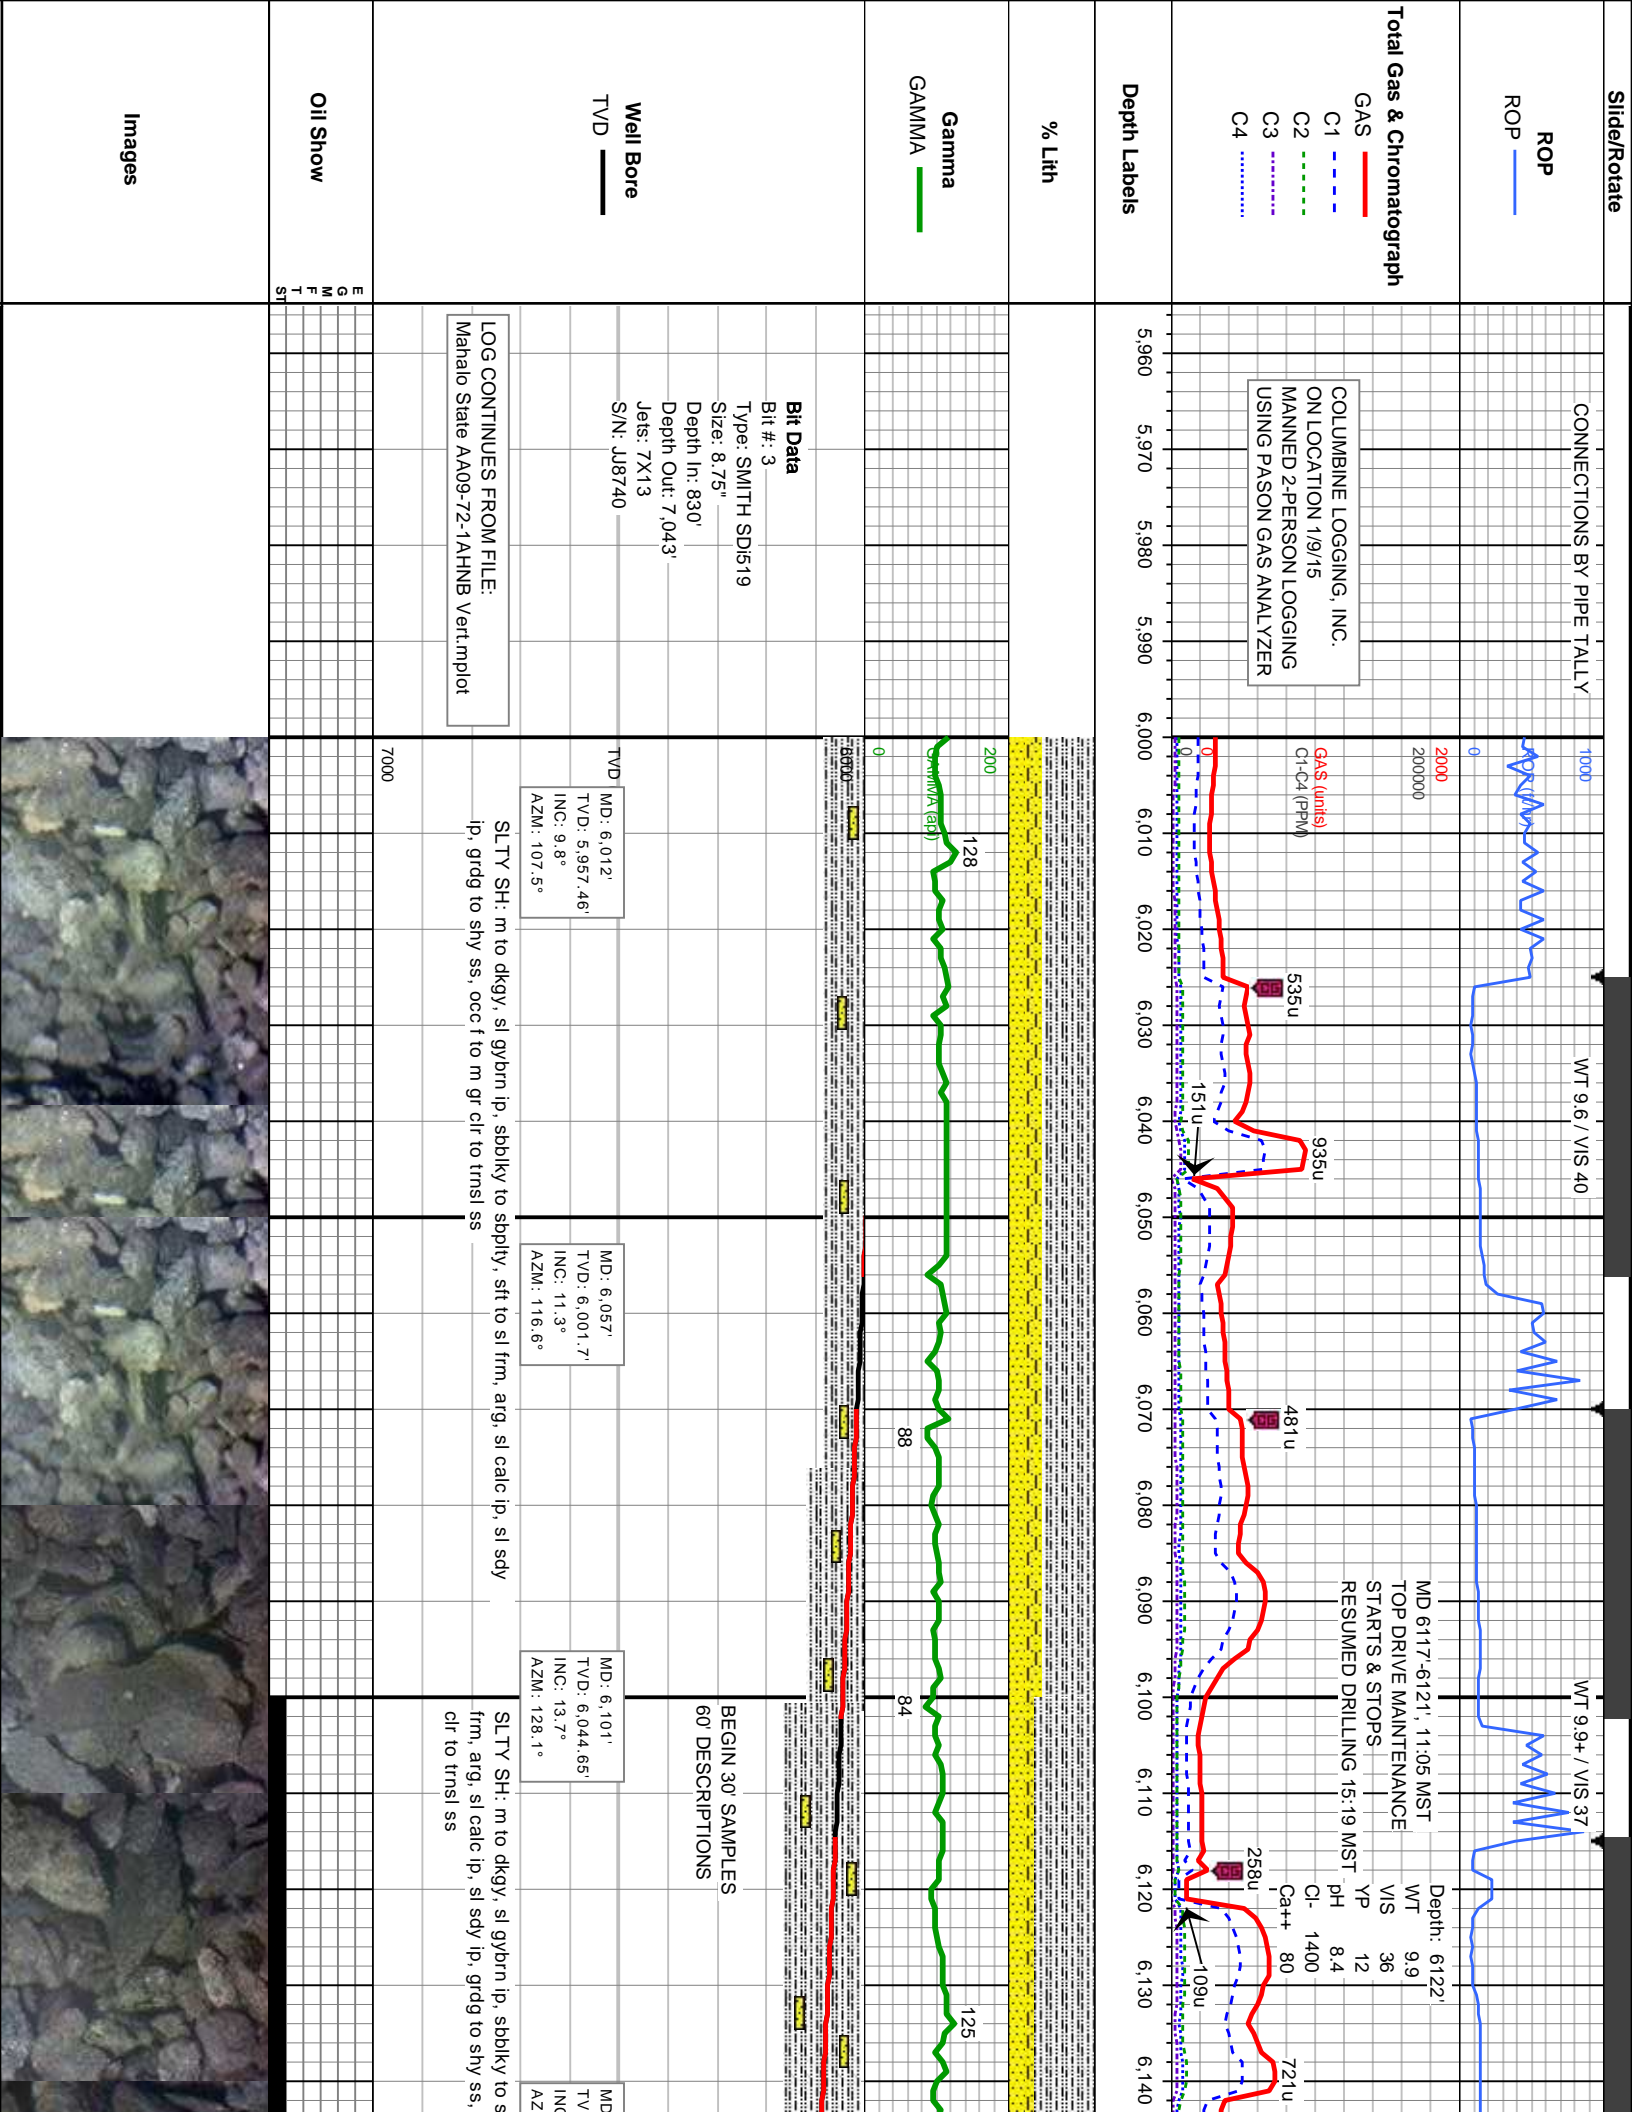 Slide/Rotate
ROP
ROP
Total Gas & Chromatograph
GAS
C1
C2
C3
C4
Depth Labels
% Lith
Gamma
GAMMA
Well Bore
TVD
Oil Show
E
G
M
F
T
ST
Images
CONNECTIONS BY PIPE TALLY
WT 9.6 / VIS 40
WT 9.9+ / VIS 37
1000
ROP (ft/hr)
0
COLUMBINE LOGGING, INC.
ON LOCATION 1/9/15
MANNED 2-PERSON LOGGING
USING PASON GAS ANALYZER
2000
200000
GAS (units)
C1-C4 (PPM)
0
0
535u
151u
935u
481u
MD 6117'-6121', 11:05 MST
TOP DRIVE MAINTENANCE
STARTS & STOPS
RESUMED DRILLING 15:19 MST
258u
Depth: 6122'
WT 9.9
VIS 36
YP 12
pH 8.4
Cl- 1400
Ca++ 80
109u
721u
5,960
5,970
5,980
5,990
6,000
6,010
6,020
6,030
6,040
6,050
6,060
6,070
6,080
6,090
6,100
6,110
6,120
6,130
6,140
200
GAMMA (api)
0
128
88
84
125
Bit Data
Bit #: 3
Type: SMITH SDi519
Size: 8.75"
Depth In: 830'
Depth Out: 7,043'
Jets: 7X13
S/N: JJ8740
LOG CONTINUES FROM FILE:
Mahalo State AA09-72-1AHNB Vert.mplot
6000
TVD
7000
MD: 6,012'
TVD: 5,957.46'
INC: 9.8°
AZM: 107.5°
SLTY SH: m to dkgy, sl gybrn ip, sbblky to sbplty, sft to sl frm, arg, sl calc ip, sl sdy
ip, grdg to shy ss, occ f to m gr clr to trnsl ss
MD: 6,057'
TVD: 6,001.7'
INC: 11.3°
AZM: 116.6°
BEGIN 30' SAMPLES
60' DESCRIPTIONS
MD: 6,101'
TVD: 6,044.65'
INC: 13.7°
AZM: 128.1°
SLTY SH: m to dkgy. sl gybrn ip, sbblky to s
frm, arg, sl calc ip, sl sdy ip, grdg to shy ss,
clr to trnsl ss
MD
TV
INC
AZ